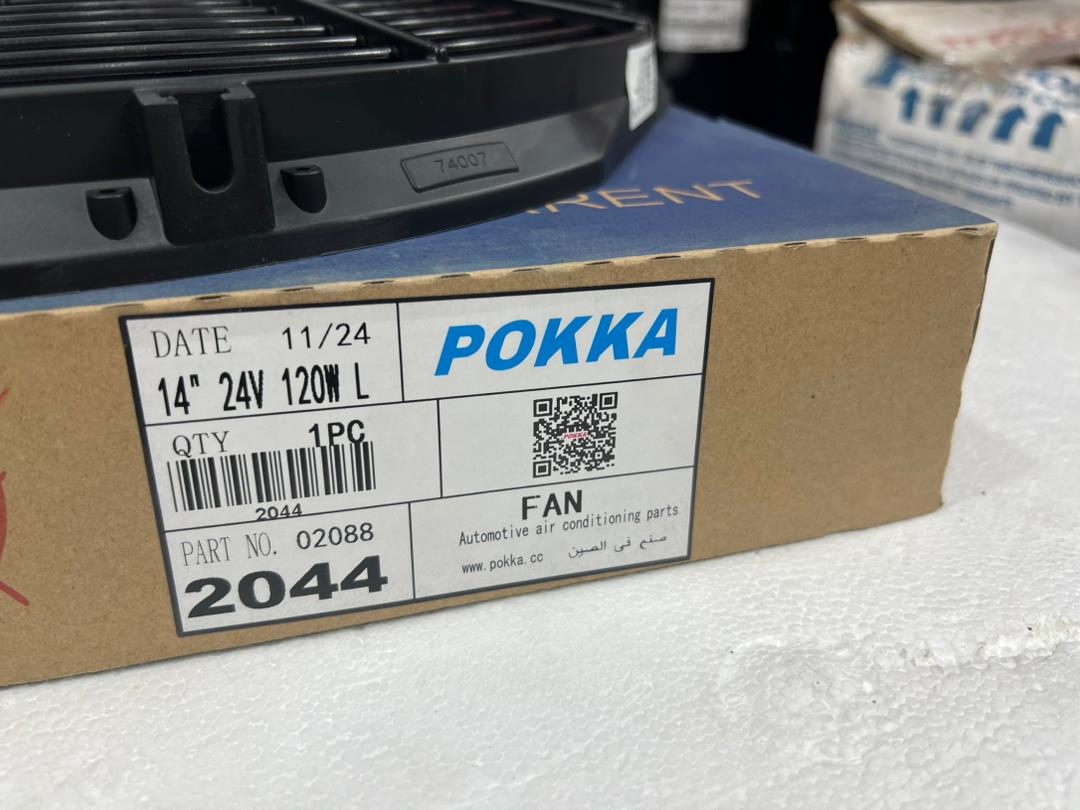 74007
RENT
DATE 11/24
14" 24V 120W L
POKKA
QTY 1PC
2044
POKKA
PART NO. 02088
2044
FAN
Automotive air conditioning parts
www.pokka.cc صنع في الصين